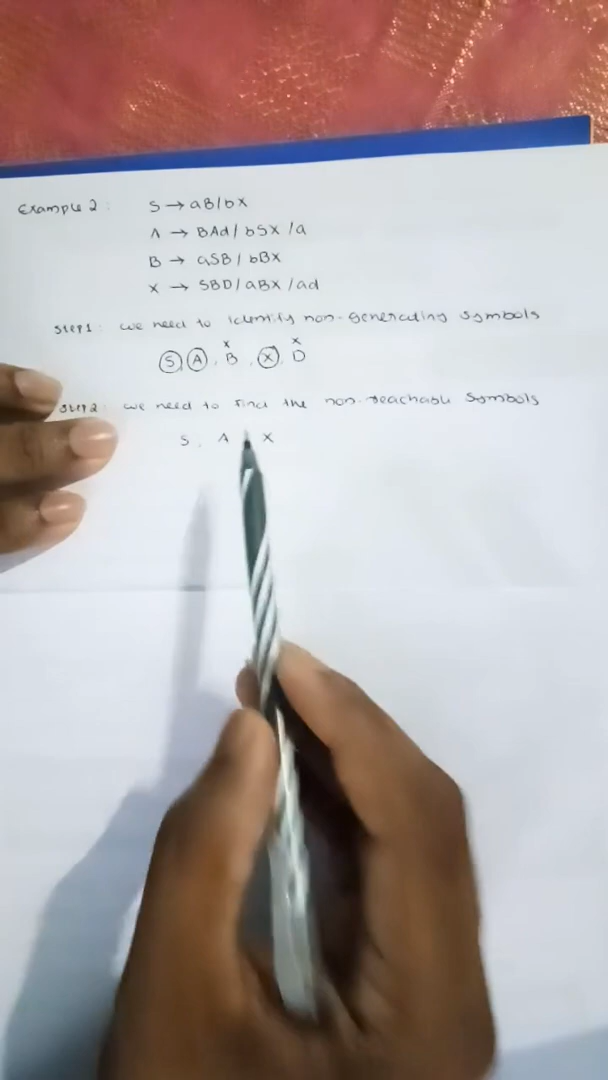 Example 2: S → aB/bX
A → BAd/bSX/a
B → aSB/bBX
X → SBD/aBX/ad
Step1: we need to identify non-generating symbols
S, A, B, X, D
x x
Step2: we need to find the non-reachable symbols
S, A X